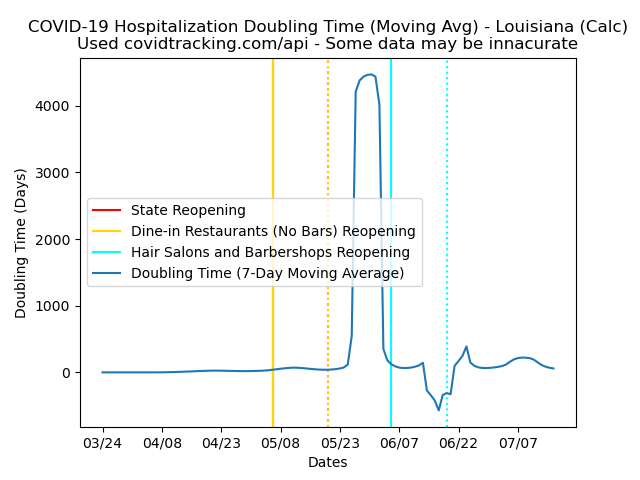 COVID-19 Hospitalization Doubling Time (Moving Avg) - Louisiana (Calc)
Used covidtracking.com/api - Some data may be innacurate
Doubling Time (Days)
4000
3000
2000
1000
0
State Reopening
Dine-in Restaurants (No Bars) Reopening
Hair Salons and Barbershops Reopening
Doubling Time (7-Day Moving Average)
03/24 04/08 04/23 05/08 05/23 06/07 06/22 07/07
Dates